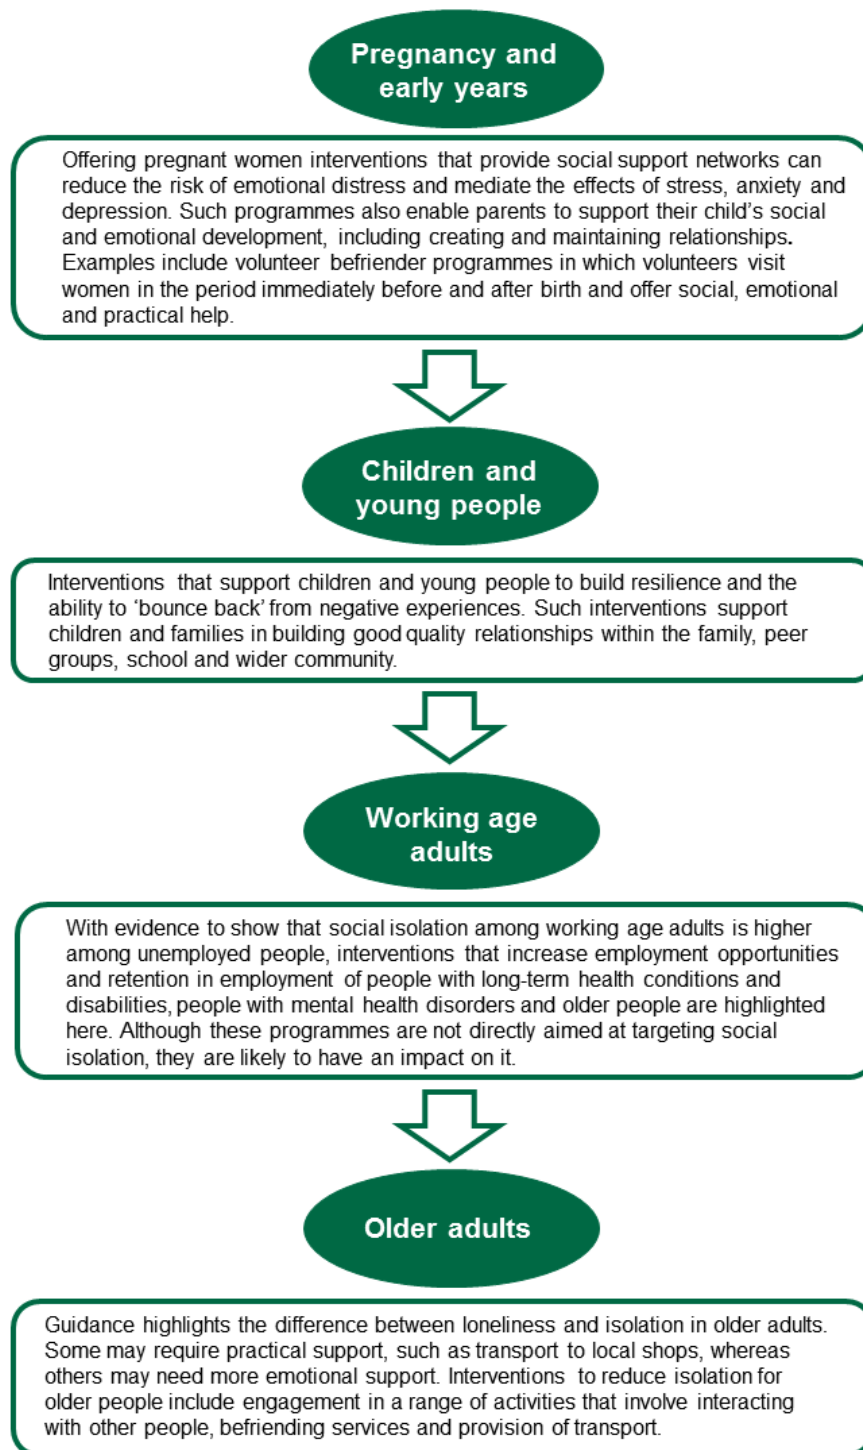 Pregnancy and
early years
Offering pregnant women interventions that provide social support networks can
reduce the risk of emotional distress and mediate the effects of stress, anxiety and
depression. Such programmes also enable parents to support their child's social
and emotional development, including creating and maintaining relationships.
Examples include volunteer befriender programmes in which volunteers visit
women in the period immediately before and after birth and offer social, emotional
and practical help.
Children and
young people
Interventions that support children and young people to build resilience and the
ability to ‘bounce back’ from negative experiences. Such interventions support
children and families in building good quality relationships within the family, peer
groups, school and wider community.
Working age
adults
With evidence to show that social isolation among working age adults is higher
among unemployed people, interventions that increase employment opportunities
and retention in employment of people with long-term health conditions and
disabilities, people with mental health disorders and older people are highlighted
here. Although these programmes are not directly aimed at targeting social
isolation, they are likely to have an impact on it.
Older adults
Guidance highlights the difference between loneliness and isolation in older adults.
Some may require practical support, such as transport to local shops, whereas
others may need more emotional support. Interventions to reduce isolation for
older people include engagement in a range of activities that involve interacting
with other people, befriending services and provision of transport.